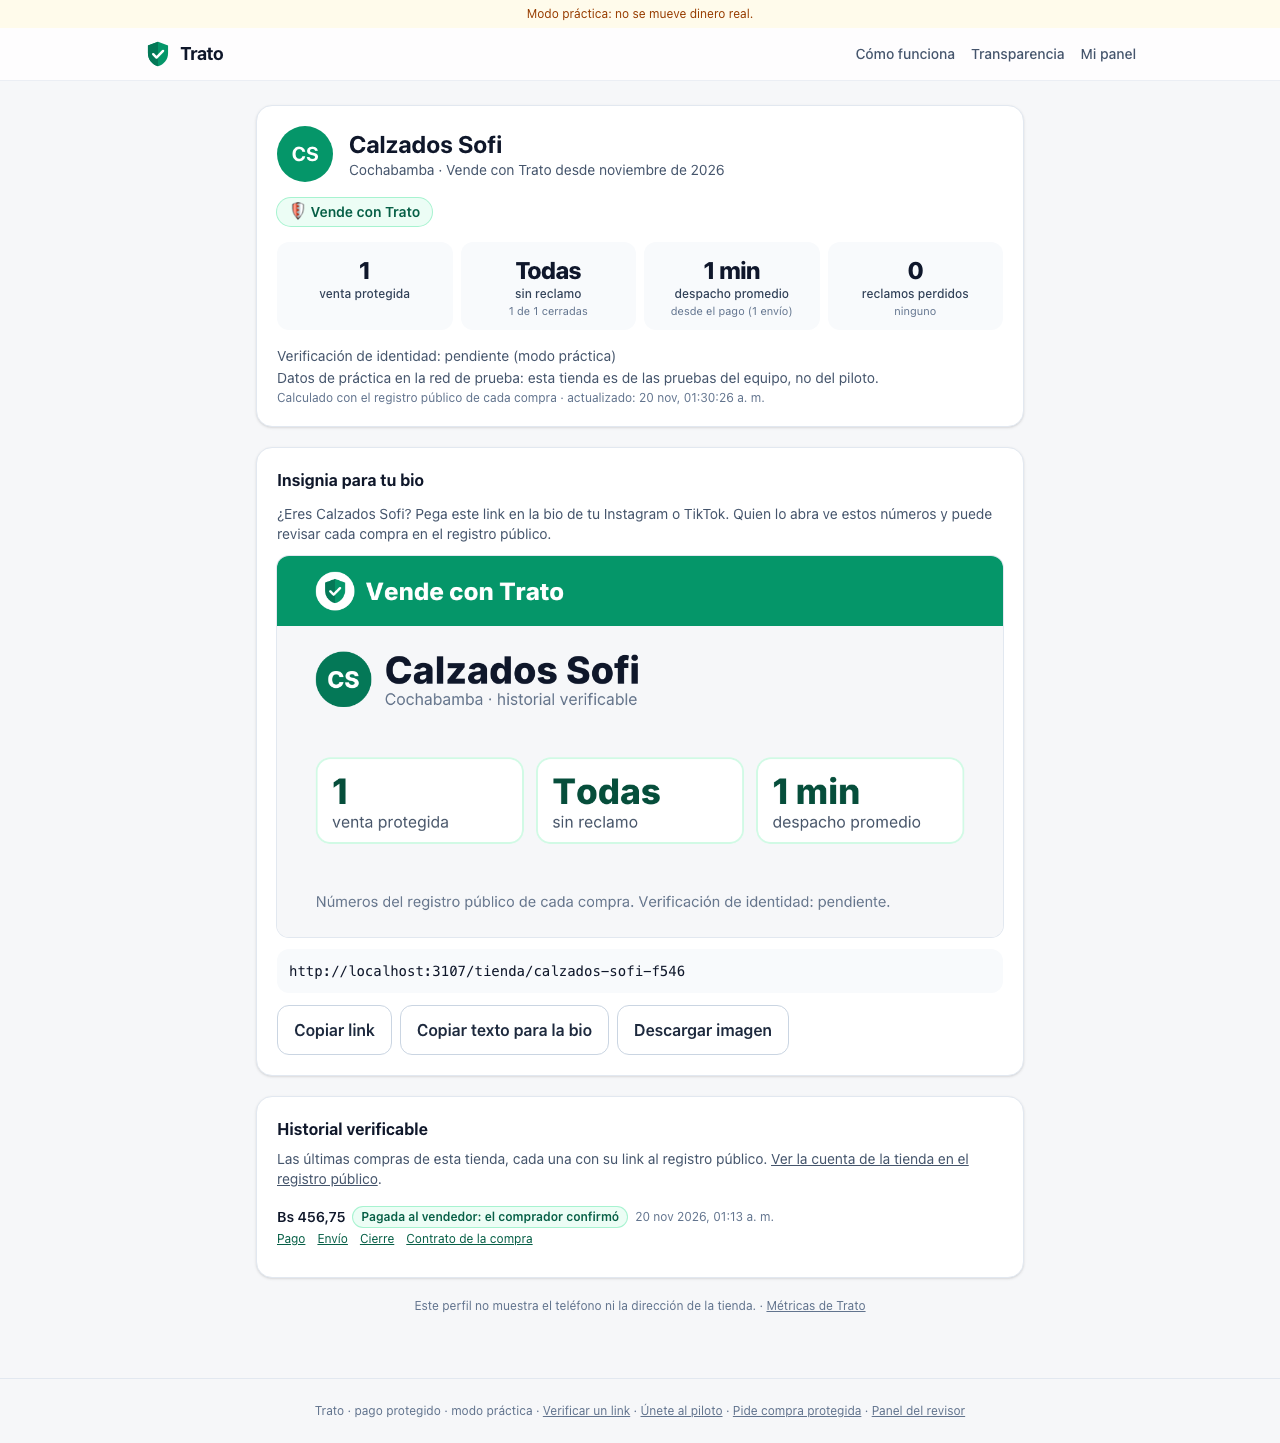 Modo práctica: no se mueve dinero real.
Trato
Cómo funciona Transparencia Mi panel
CS
Calzados Sofi
Cochabamba · Vende con Trato desde noviembre de 2026
Vende con Trato
1
venta protegida
Todas
sin reclamo
1 de 1 cerradas
1 min
despacho promedio
desde el pago (1 envío)
0
reclamos perdidos
ninguno
Verificación de identidad: pendiente (modo práctica)
Datos de práctica en la red de prueba: esta tienda es de las pruebas del equipo, no del piloto.
Calculado con el registro público de cada compra · actualizado: 20 nov, 01:30:26 a. m.
Insignia para tu bio
¿Eres Calzados Sofi? Pega este link en la bio de tu Instagram o TikTok. Quien lo abra ve estos números y puede
revisar cada compra en el registro público.
Vende con Trato
CS
Calzados Sofi
Cochabamba · historial verificable
1
venta protegida
Todas
sin reclamo
1 min
despacho promedio
Números del registro público de cada compra. Verificación de identidad: pendiente.
http://localhost:3107/tienda/calzados-sofi-f546
Copiar link
Copiar texto para la bio
Descargar imagen
Historial verificable
Las últimas compras de esta tienda, cada una con su link al registro público. Ver la cuenta de la tienda en el
registro público.
Bs 456,75 Pagada al vendedor: el comprador confirmó 20 nov 2026, 01:13 a. m.
Pago Envío Cierre Contrato de la compra
Este perfil no muestra el teléfono ni la dirección de la tienda. · Métricas de Trato
Trato · pago protegido · modo práctica · Verificar un link · Únete al piloto · Pide compra protegida · Panel del revisor